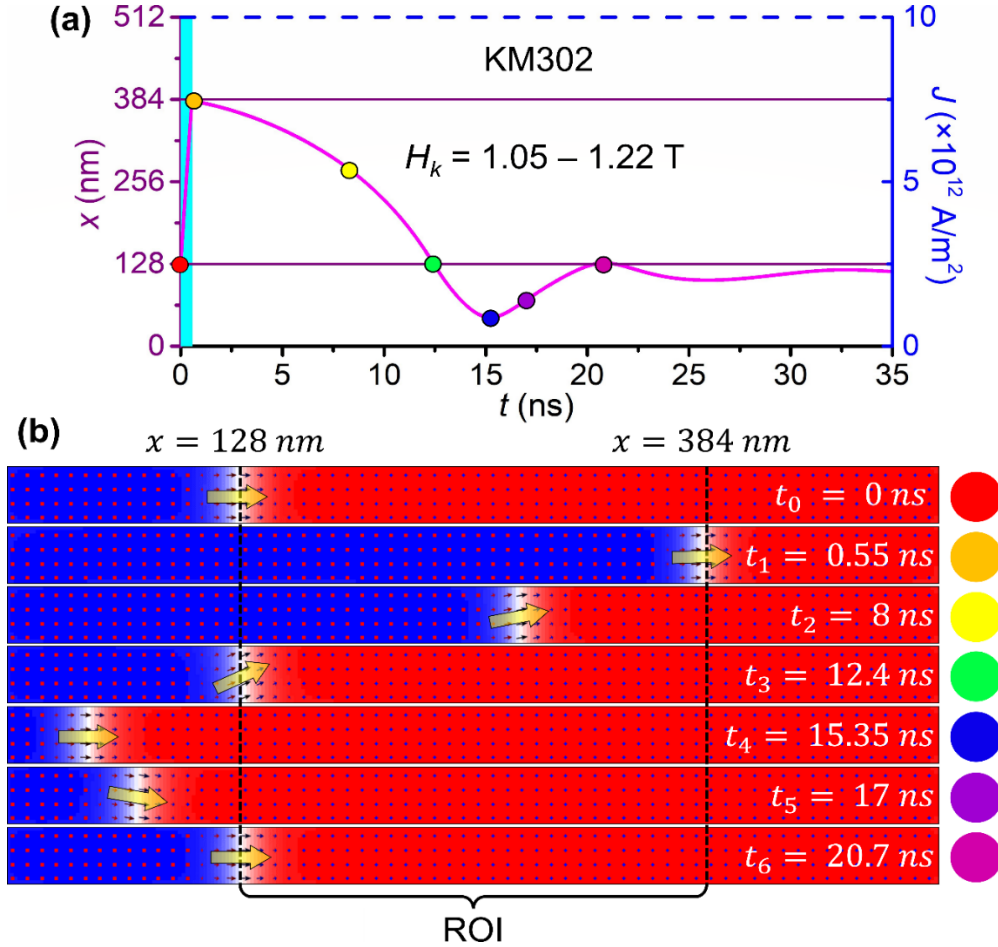 (a)
512
384
256
128
0
x (nm)
KM302
H_k = 1.05 – 1.22 T
10
5
0
J (×10^12 A/m^2)
0 5 10 15 20 25 30 35
t (ns)
(b)
x = 128 nm
x = 384 nm
t_0 = 0 ns
t_1 = 0.55 ns
t_2 = 8 ns
t_3 = 12.4 ns
t_4 = 15.35 ns
t_5 = 17 ns
t_6 = 20.7 ns
ROI